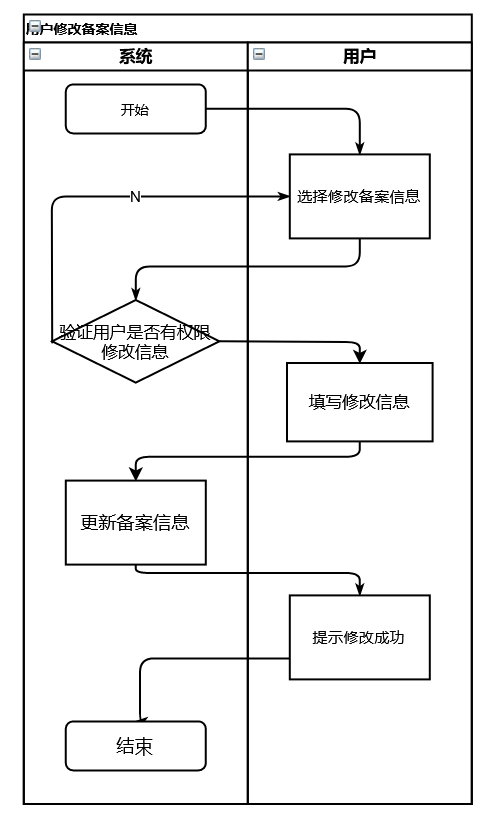 用户修改备案信息
系统
用户
开始
选择修改备案信息
N
验证用户是否有权限
修改信息
填写修改信息
更新备案信息
提示修改成功
结束